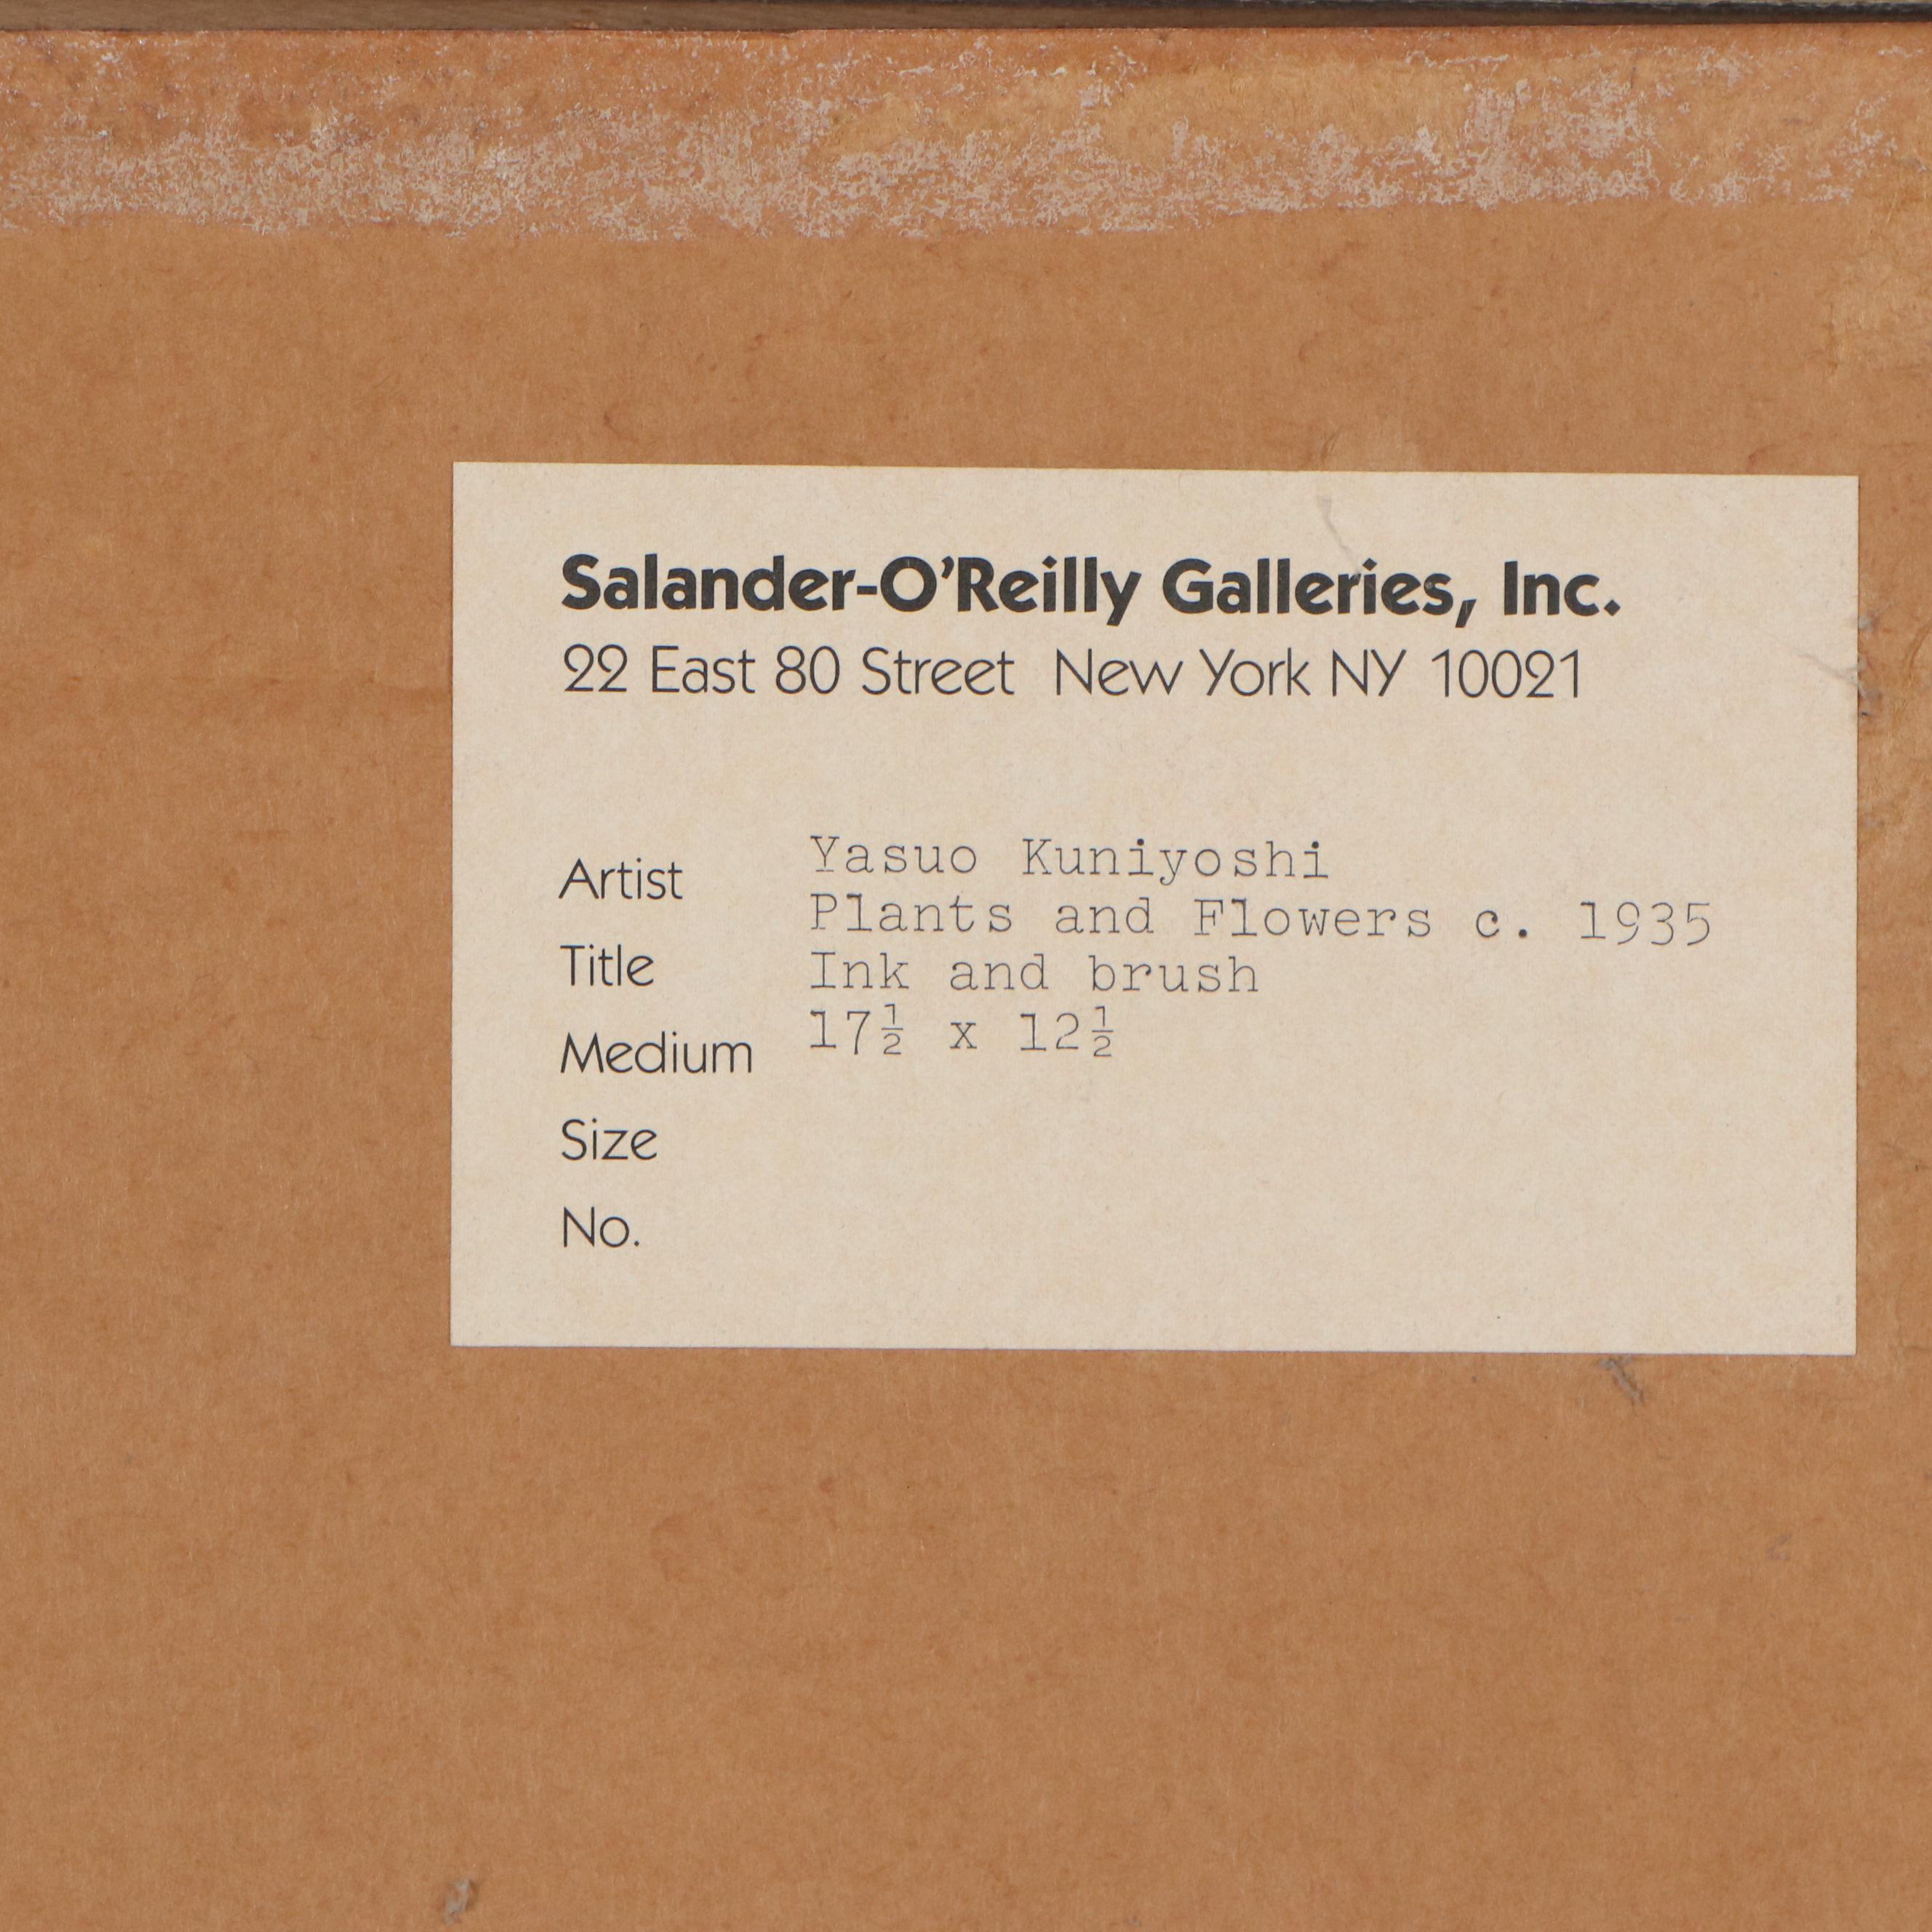 Salander-O'Reilly Galleries, Inc.
22 East 80 Street New York NY 10021
Artist Yasuo Kuniyoshi
Plants and Flowers c. 1935
Title Ink and brush
Medium 17½ x 12½
Size
No.